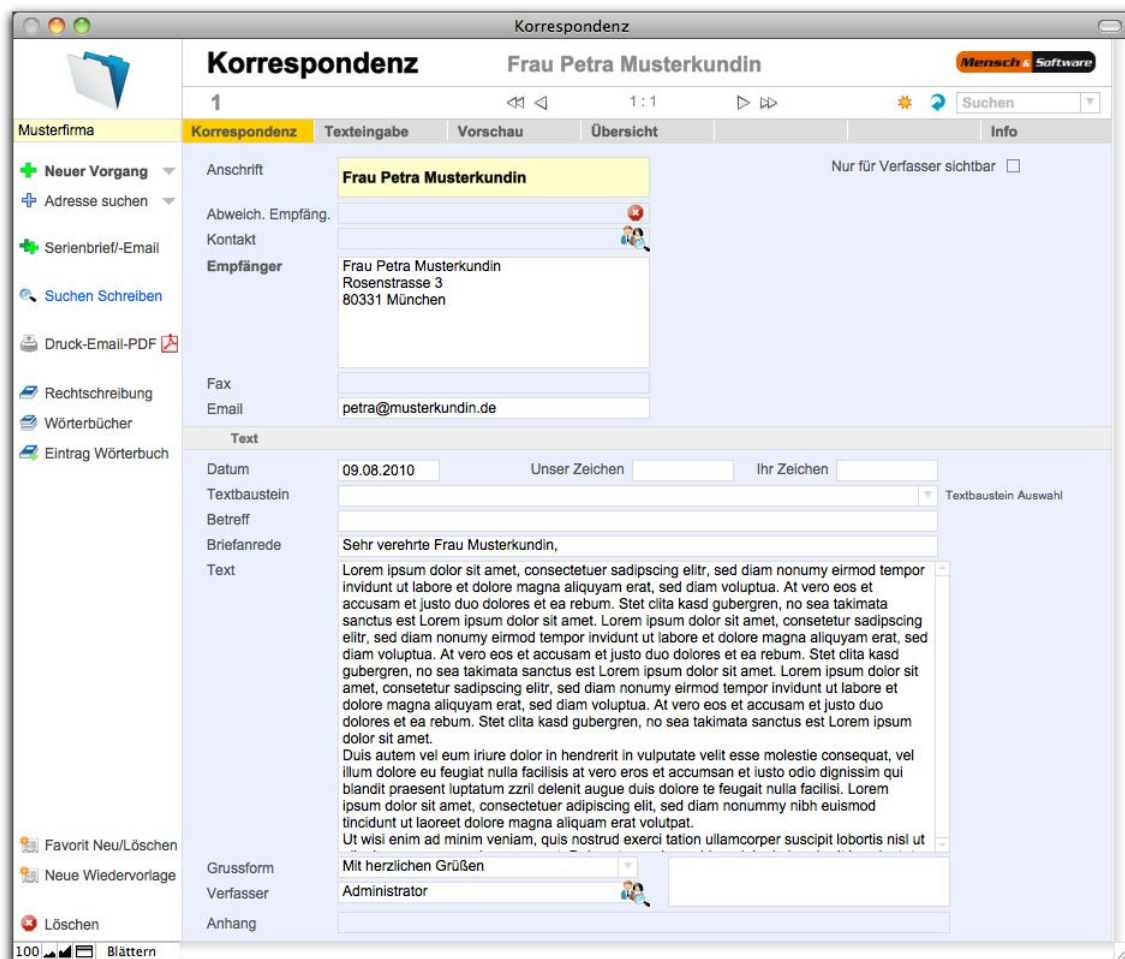 Korrespondenz
Korrespondenz Frau Petra Musterkundin Mensch & Software
1 1 : 1 Suchen
Musterfirma
Korrespondenz Texteingabe Vorschau Übersicht Info
Neuer Vorgang
Adresse suchen
Serienbrief/-Email
Suchen Schreiben
Druck-Email-PDF
Rechtschreibung
Wörterbücher
Eintrag Wörterbuch
Favorit Neu/Löschen
Neue Wiedervorlage
Löschen
Anschrift Frau Petra Musterkundin Nur für Verfasser sichtbar
Abweich. Empfäng.
Kontakt
Empfänger Frau Petra Musterkundin
Rosenstrasse 3
80331 München
Fax
Email petra@musterkundin.de
Text
Datum 09.08.2010 Unser Zeichen Ihr Zeichen
Textbaustein Textbaustein Auswahl
Betreff
Briefanrede Sehr verehrte Frau Musterkundin,
Text Lorem ipsum dolor sit amet, consectetuer sadipscing elitr, sed diam nonumy eirmod tempor
invidunt ut labore et dolore magna aliquyam erat, sed diam voluptua. At vero eos et
accusam et justo duo dolores et ea rebum. Stet clita kasd gubergren, no sea takimata
sanctus est Lorem ipsum dolor sit amet. Lorem ipsum dolor sit amet, consetetur sadipscing
elitr, sed diam nonumy eirmod tempor invidunt ut labore et dolore magna aliquyam erat, sed
diam voluptua. At vero eos et accusam et justo duo dolores et ea rebum. Stet clita kasd
gubergren, no sea takimata sanctus est Lorem ipsum dolor sit amet. Lorem ipsum dolor sit
amet, consetetur sadipscing elitr, sed diam nonumy eirmod tempor invidunt ut labore et
dolore magna aliquyam erat, sed diam voluptua. At vero eos et accusam et justo duo
dolores et ea rebum. Stet clita kasd gubergren, no sea takimata sanctus est Lorem ipsum
dolor sit amet.
Duis autem vel eum iriure dolor in hendrerit in vulputate velit esse molestie consequat, vel
illum dolore eu feugiat nulla facilisis at vero eros et accumsan et iusto odio dignissim qui
blandit praesent luptatum zzril delenit augue duis dolore te feugait nulla facilisi. Lorem
ipsum dolor sit amet, consectetuer adipiscing elit, sed diam nonummy nibh euismod
tincidunt ut laoreet dolore magna aliquam erat volutpat.
Ut wisi enim ad minim veniam, quis nostrud exerci tation ullamcorper suscipit lobortis nisl ut
Grussform Mit herzlichen Grüßen
Verfasser Administrator
Anhang
100 Blättern